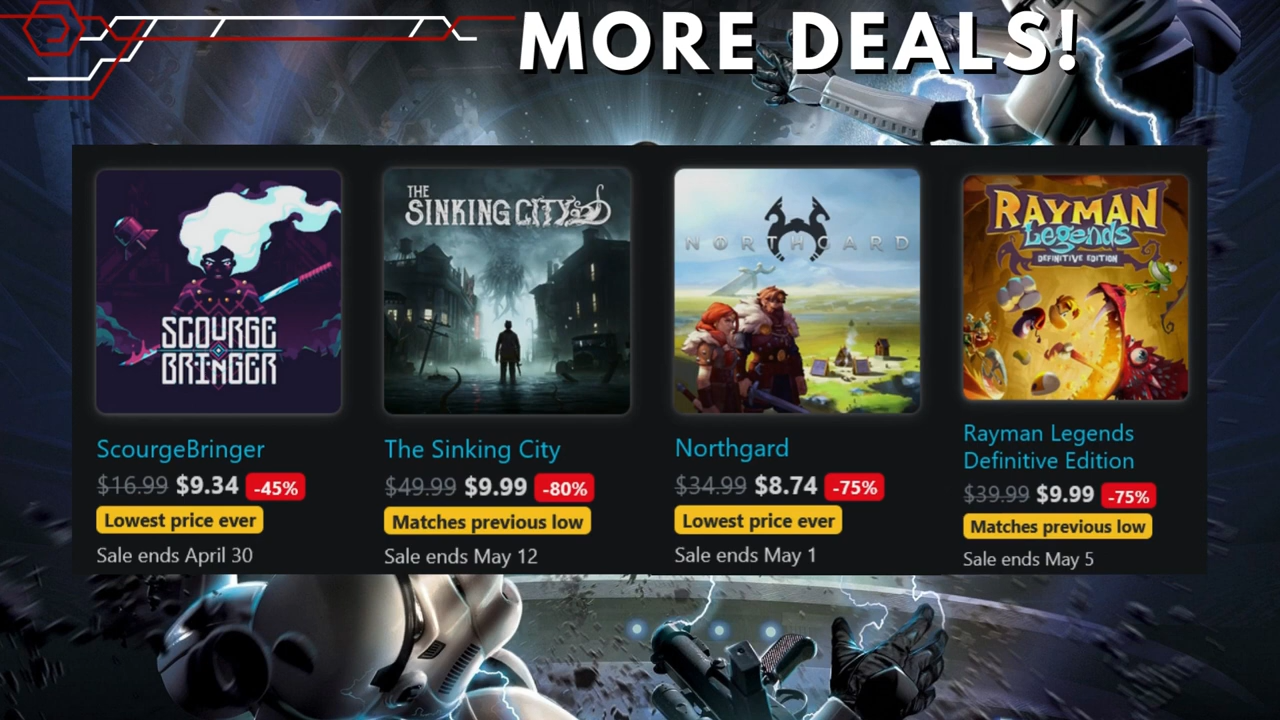 MORE DEALS!
THE
SINKING CITY
NORTHGARD
RAYMAN
Legends
DEFINITIVE EDITION
SCOURGE
BRINGER
ScourgeBringer
$16.99 $9.34 -45%
Lowest price ever
Sale ends April 30
The Sinking City
$49.99 $9.99 -80%
Matches previous low
Sale ends May 12
Northgard
$34.99 $8.74 -75%
Lowest price ever
Sale ends May 1
Rayman Legends
Definitive Edition
$39.99 $9.99 -75%
Matches previous low
Sale ends May 5